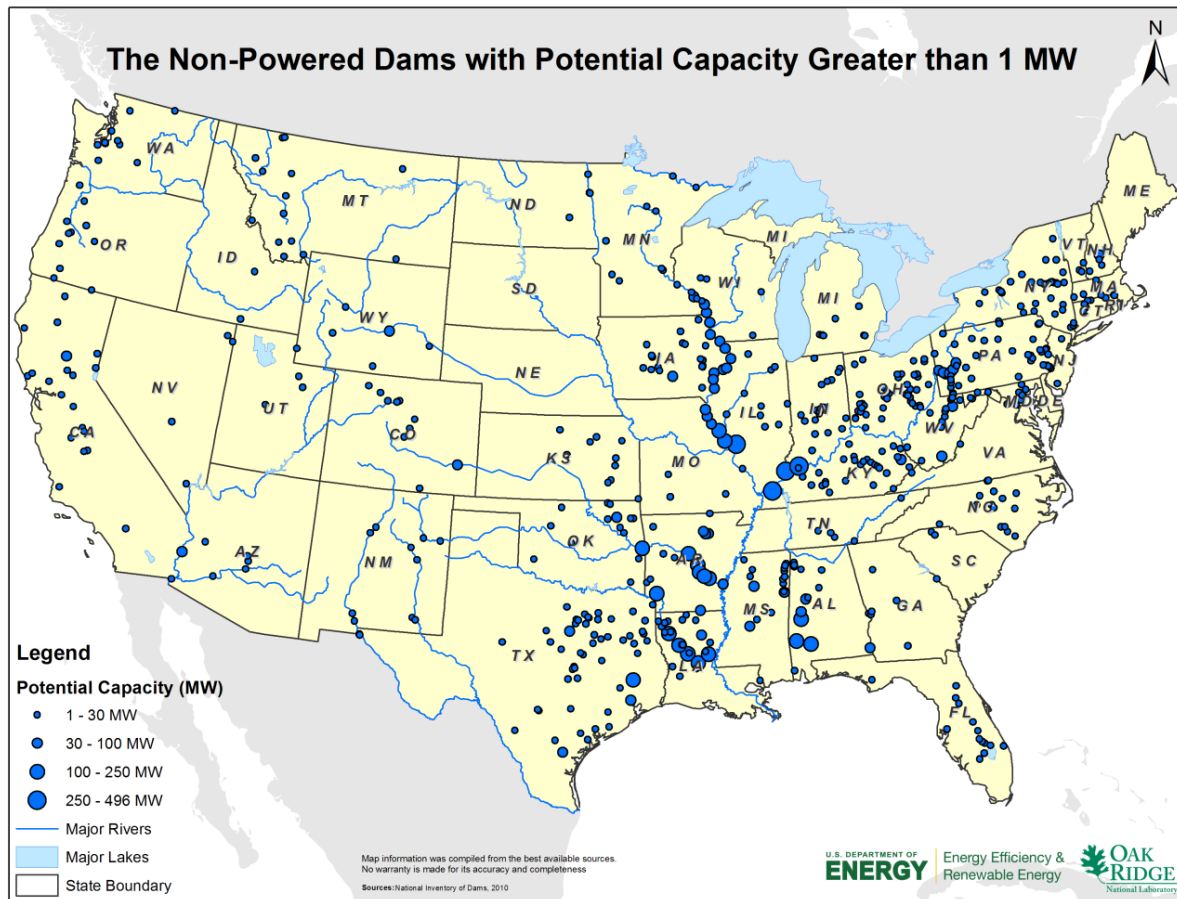 The Non-Powered Dams with Potential Capacity Greater than 1 MW
N
WA
MT
ND
MN
MI
ME
VT
NH
OR
ID
SD
WI
MI
NY
MA
CT
RI
WY
IA
PA
NJ
NV
UT
NE
IL
IN
OH
MD
DE
CA
CO
KS
MO
KY
WV
VA
AZ
NM
OK
AR
TN
NC
SC
TX
LA
MS
AL
GA
FL
Legend
Potential Capacity (MW)
1 - 30 MW
30 - 100 MW
100 - 250 MW
250 - 496 MW
Major Rivers
Major Lakes
State Boundary
Map information was compiled from the best available sources.
No warranty is made for its accuracy and completeness
Sources: National Inventory of Dams, 2010
U.S. DEPARTMENT OF
ENERGY
Energy Efficiency &
Renewable Energy
OAK
RIDGE
National Laboratory